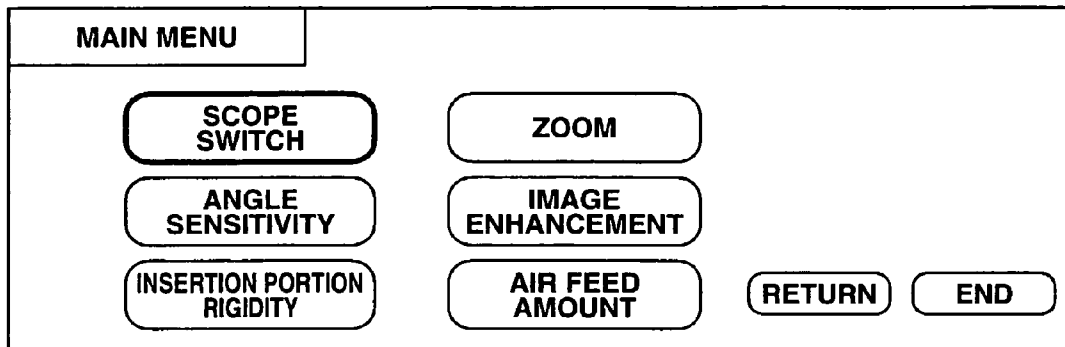 MAIN MENU
SCOPE
SWITCH
ZOOM
ANGLE
SENSITIVITY
IMAGE
ENHANCEMENT
INSERTION PORTION
RIGIDITY
AIR FEED
AMOUNT
RETURN
END